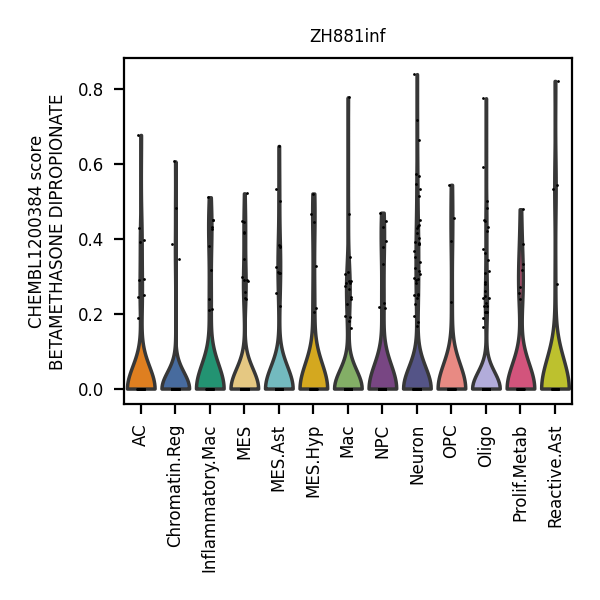 ZH881inf
CHEMBL1200384 score
BETAMETHASONE DIPROPIONATE
0.8
0.6
0.4
0.2
0.0
AC
Chromatin.Reg
Inflammatory.Mac
MES
MES.Ast
MES.Hyp
Mac
NPC
Neuron
OPC
Oligo
Prolif.Metab
Reactive.Ast